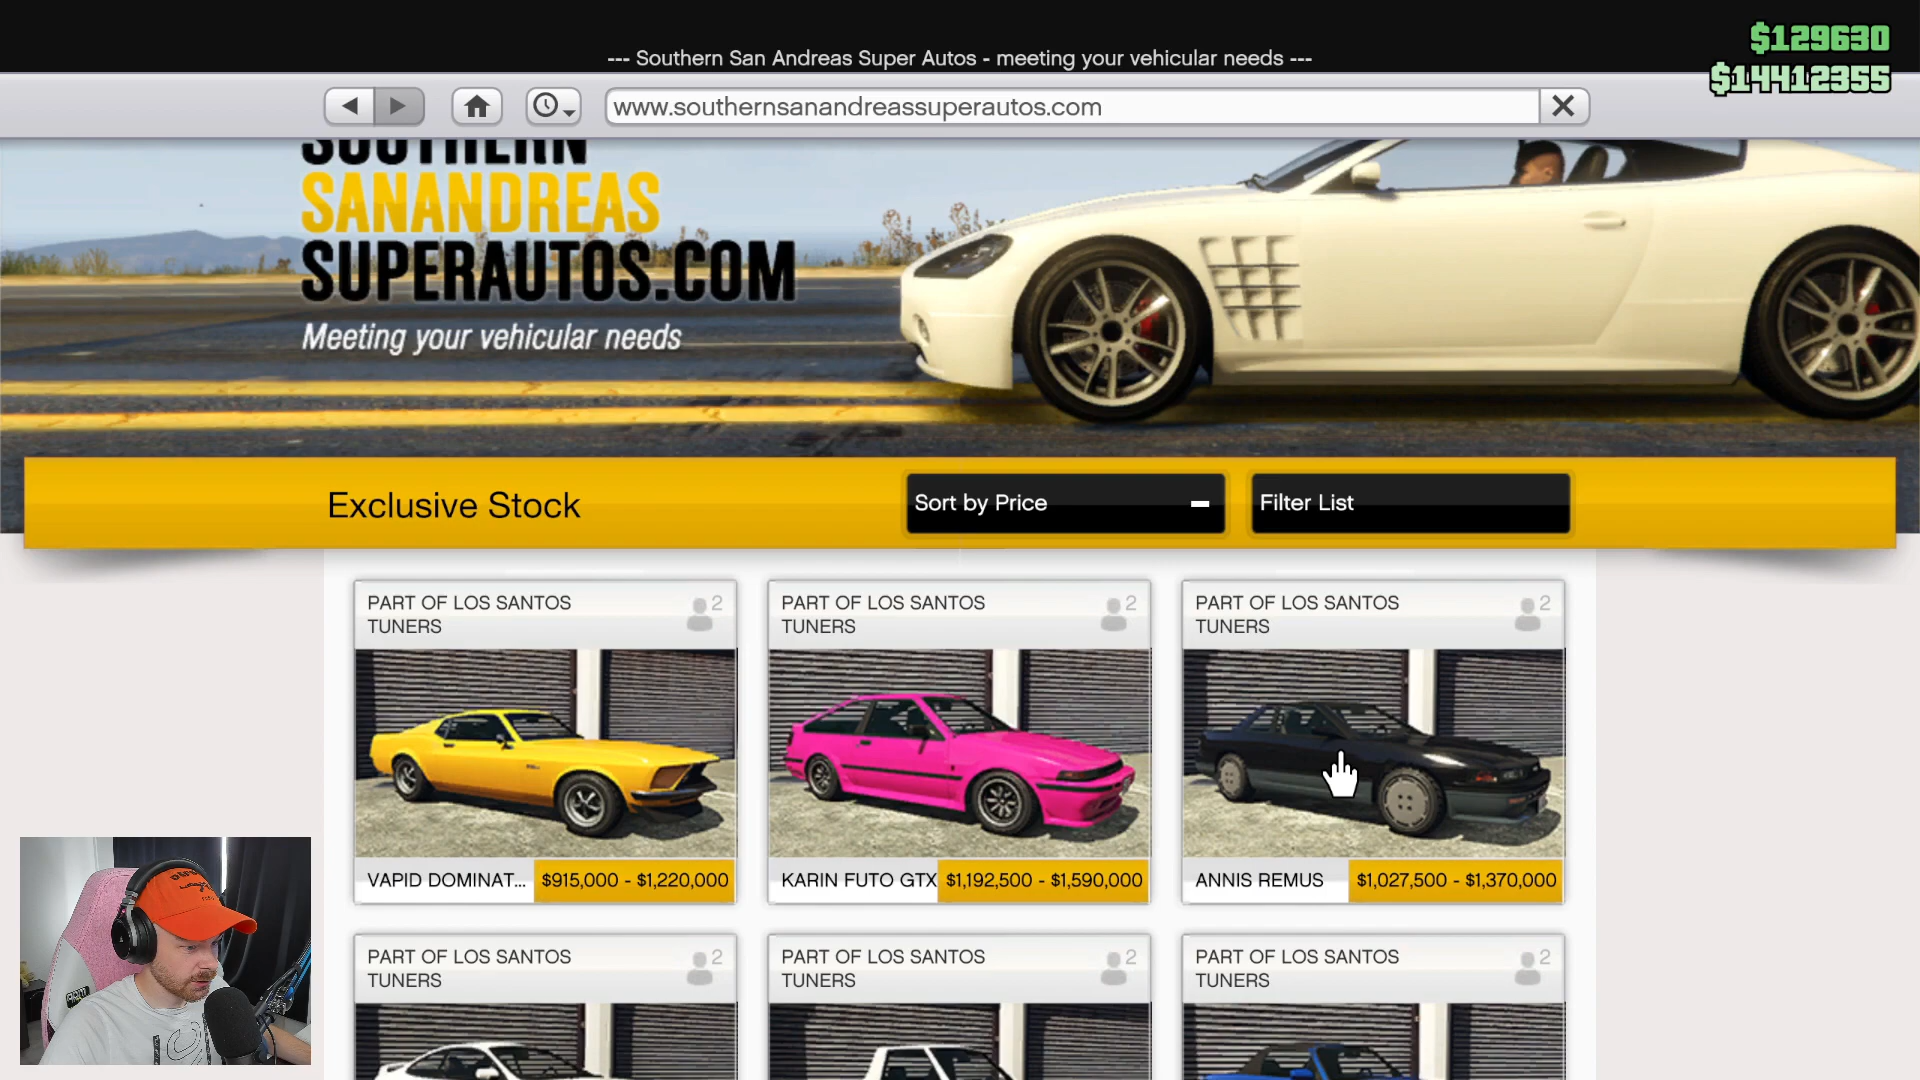 $129630
--- Southern San Andreas Super Autos - meeting your vehicular needs ---
$14412355
www.southernsanandreassuperautos.com
SOUTHERN
SANANDREAS
SUPERAUTOS.COM
Meeting your vehicular needs
Exclusive Stock
Sort by Price
Filter List
PART OF LOS SANTOS
TUNERS
2
PART OF LOS SANTOS
TUNERS
2
PART OF LOS SANTOS
TUNERS
2
VAPID DOMINAT...
$915,000 - $1,220,000
KARIN FUTO GTX
$1,192,500 - $1,590,000
ANNIS REMUS
$1,027,500 - $1,370,000
PART OF LOS SANTOS
TUNERS
2
PART OF LOS SANTOS
TUNERS
2
PART OF LOS SANTOS
TUNERS
2